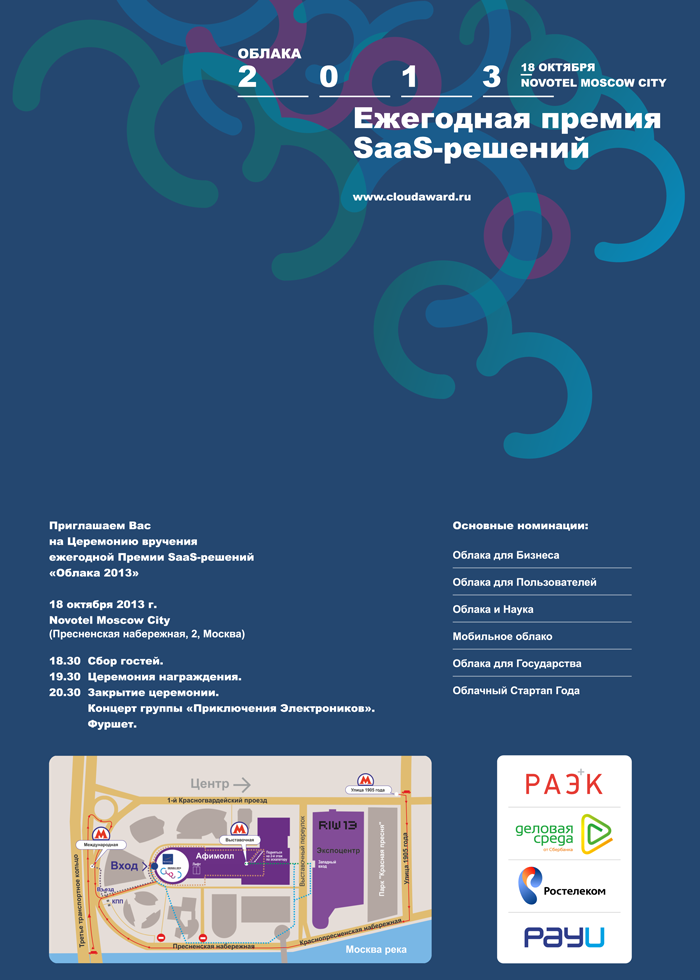 ОБЛАКА
2 0 1 3
18 ОКТЯБРЯ
NOVOTEL MOSCOW CITY
Ежегодная премия
SaaS-решений
www.cloudaward.ru
Приглашаем Вас
на Церемонию вручения
ежегодной Премии SaaS-решений
«Облака 2013»
18 октября 2013 г.
Novotel Moscow City
(Пресненская набережная, 2, Москва)
18.30 Сбор гостей.
19.30 Церемония награждения.
20.30 Закрытие церемонии.
Концерт группы «Приключения Электроников».
Фуршет.
Основные номинации:
Облака для Бизнеса
Облака для Пользователей
Облака и Наука
Мобильное облако
Облака для Государства
Облачный Стартап Года
Центр
1-й Красногвардейский проезд
Улица 1905 года
Международная
Выставочная
Вход
Афимолл
Въезд
КПП
RIW 13
Экспоцентр
Западный
вход
Выставочный переулок
Парк "Красная пресня"
Улица 1905 года
Третье транспортное кольцо
Пресненская набережная
Краснопресненская набережная
Москва река
РАЭК
деловая
среда
от Сбербанка
Ростелеком
PAYU